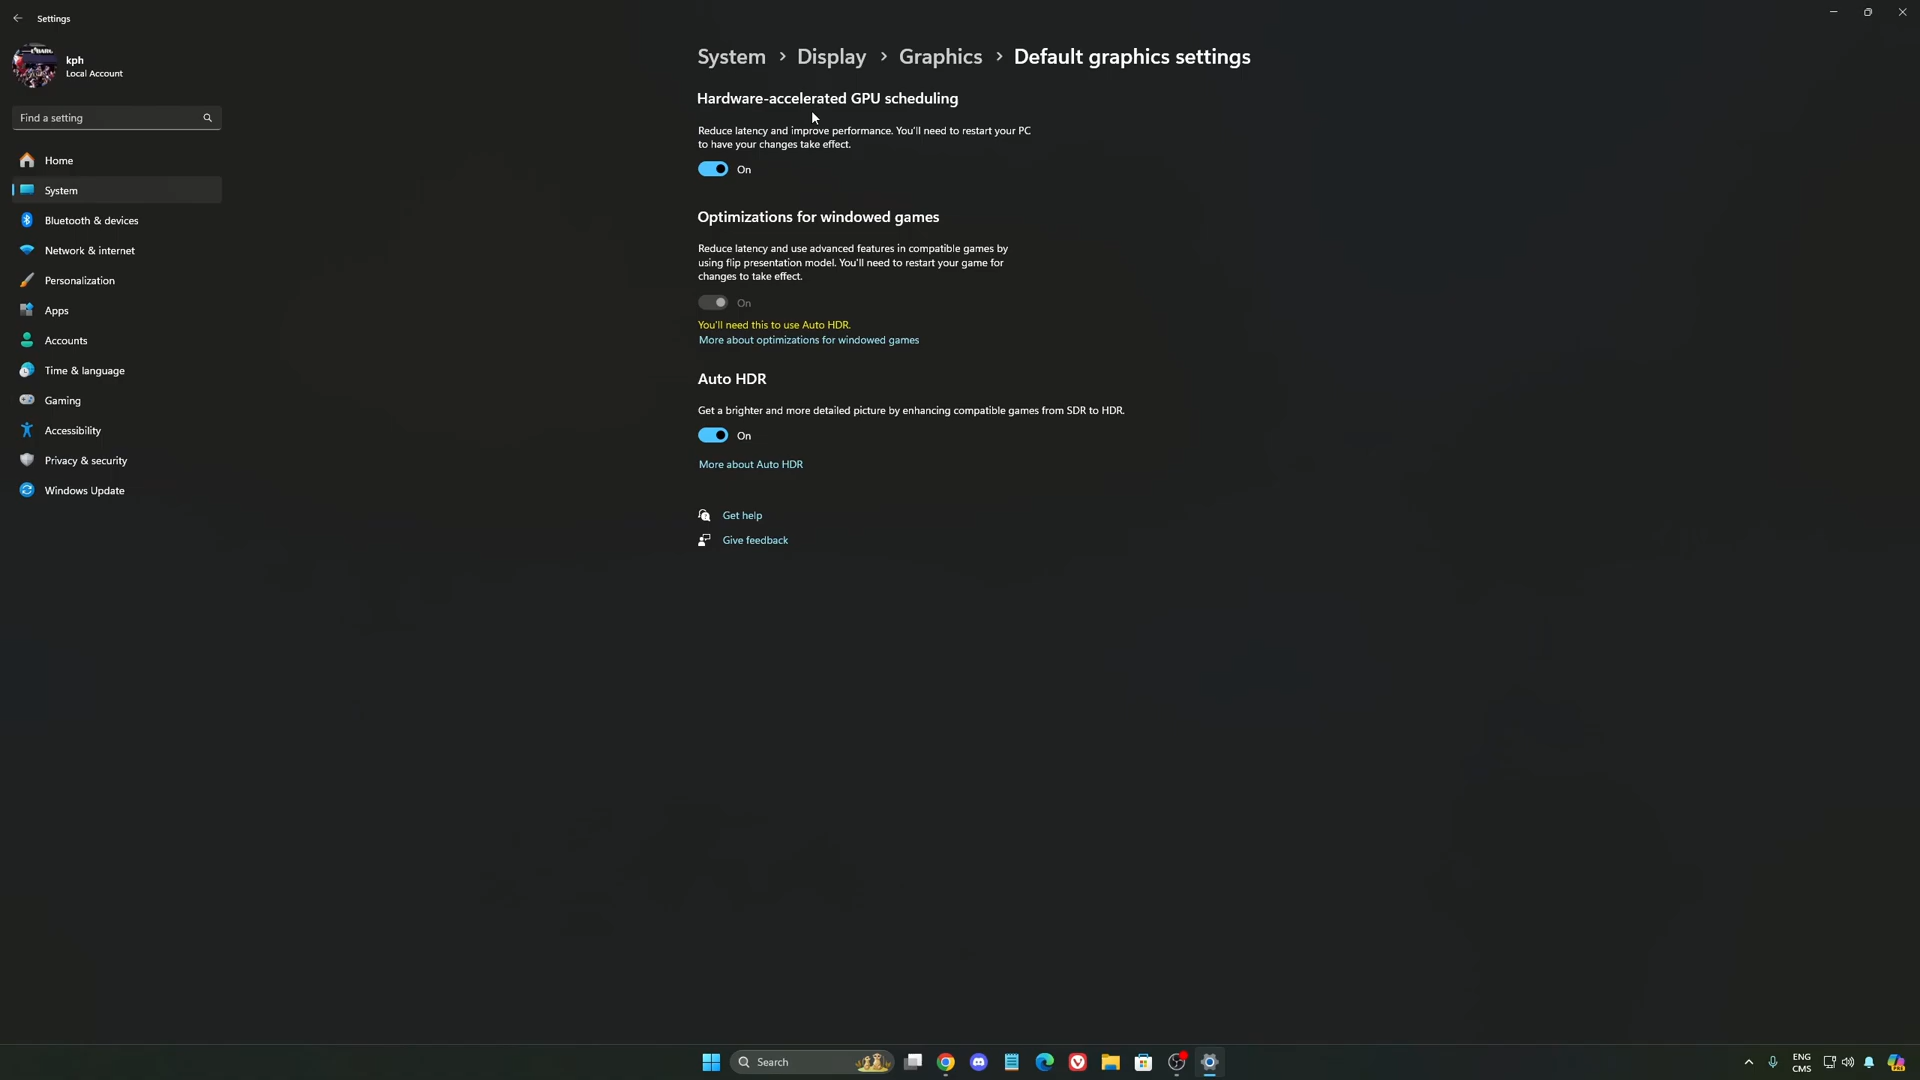 Settings
kph
Local Account
Find a setting
Home
System
Bluetooth & devices
Network & internet
Personalization
Apps
Accounts
Time & language
Gaming
Accessibility
Privacy & security
Windows Update
System > Display > Graphics > Default graphics settings
Hardware-accelerated GPU scheduling
Reduce latency and improve performance. You'll need to restart your PC
to have your changes take effect.
On
Optimizations for windowed games
Reduce latency and use advanced features in compatible games by
using flip presentation model. You'll need to restart your game for
changes to take effect.
On
You'll need this to use Auto HDR.
More about optimizations for windowed games
Auto HDR
Get a brighter and more detailed picture by enhancing compatible games from SDR to HDR.
On
More about Auto HDR
Get help
Give feedback
Search
ENG
CMS